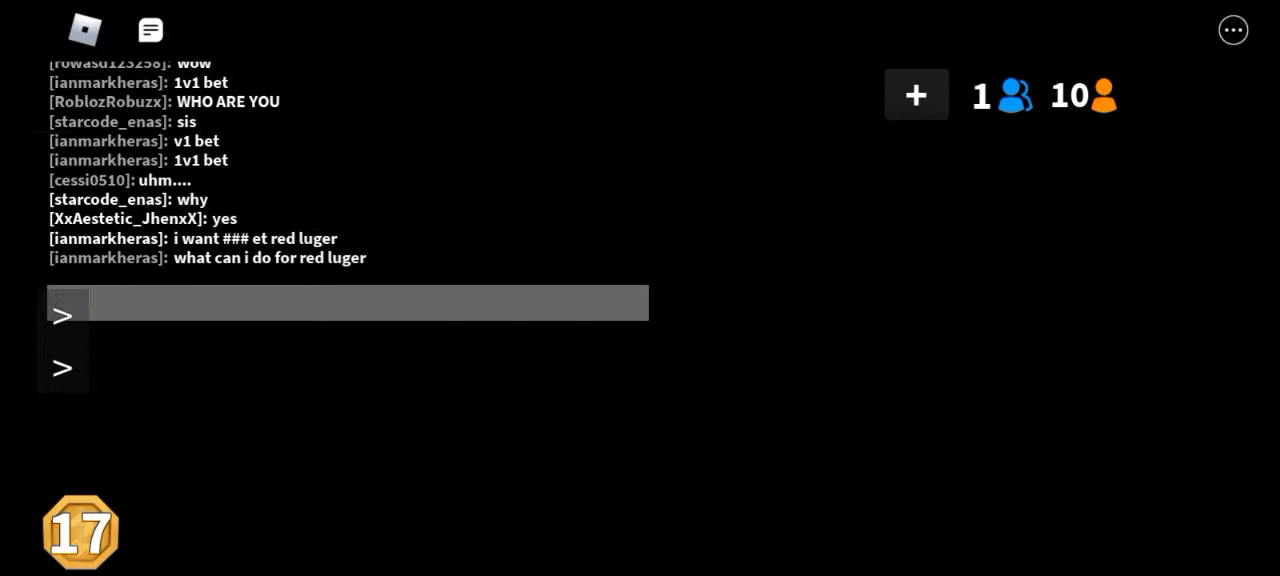 [rowasd123258]: wow
[ianmarkheras]: 1v1 bet
[RoblozRobuzx]: WHO ARE YOU
[starcode_enas]: sis
[ianmarkheras]: v1 bet
[ianmarkheras]: 1v1 bet
[cessi0510]: uhm....
[starcode_enas]: why
[XxAestetic_JhenxX]: yes
[ianmarkheras]: i want ### et red luger
[ianmarkheras]: what can i do for red luger
+ 1 10
>
>
17